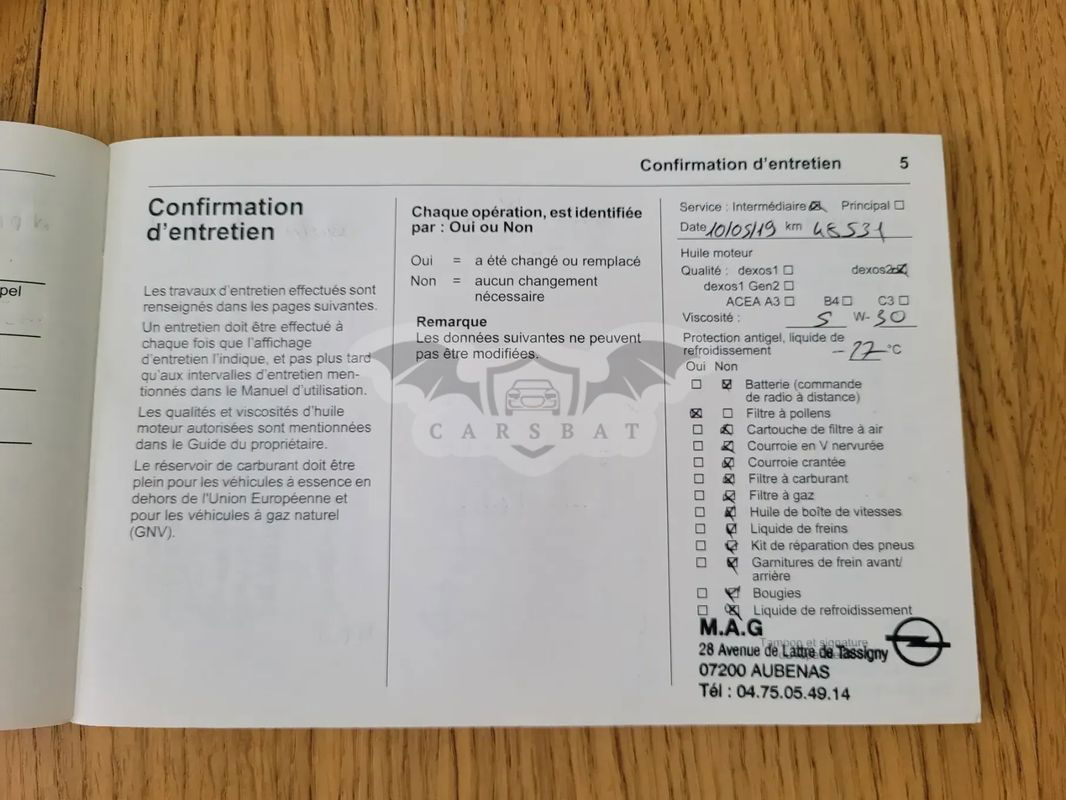 Confirmation d'entretien 5
pel
Confirmation
d'entretien
Les travaux d'entretien effectués sont
renseignés dans les pages suivantes.
Un entretien doit être effectué à
chaque fois que l'affichage
d'entretien l'indique, et pas plus tard
qu'aux intervalles d'entretien men-
tionnés dans le Manuel d'utilisation.
Les qualités et viscosités d'huile
moteur autorisées sont mentionnées
dans le Guide du propriétaire.
Le réservoir de carburant doit être
plein pour les véhicules à essence en
dehors de l'Union Européenne et
pour les véhicules à gaz naturel
(GNV).
Chaque opération, est identifiée
par : Oui ou Non
Oui = a été changé ou remplacé
Non = aucun changement
nécessaire
Remarque
Les données suivantes ne peuvent
pas être modifiées.
CARSBAT
Service : Intermédiaire ☒ Principal ☐
Date 10/05/19 km 48531
Huile moteur
Qualité : dexos1 ☐ dexos2 ☒
dexos1 Gen2 ☐
ACEA A3 ☐ B4 ☐ C3 ☐
Viscosité : 5 W-30
Protection antigel, liquide de
refroidissement -27 °C
Oui Non
☐ ☒ Batterie (commande
de radio à distance)
☒ ☐ Filtre à pollens
☐ ☒ Cartouche de filtre à air
☐ ☒ Courroie en V nervurée
☐ ☒ Courroie crantée
☐ ☒ Filtre à carburant
☐ ☒ Filtre à gaz
☐ ☒ Huile de boîte de vitesses
☐ ☒ Liquide de freins
☐ ☒ Kit de réparation des pneus
☐ ☒ Garnitures de frein avant/
arrière
☐ ☒ Bougies
☐ ☒ Liquide de refroidissement
Tampon et signature
M.A.G
28 Avenue de Lattre de Tassigny
07200 AUBENAS
Tél : 04.75.05.49.14